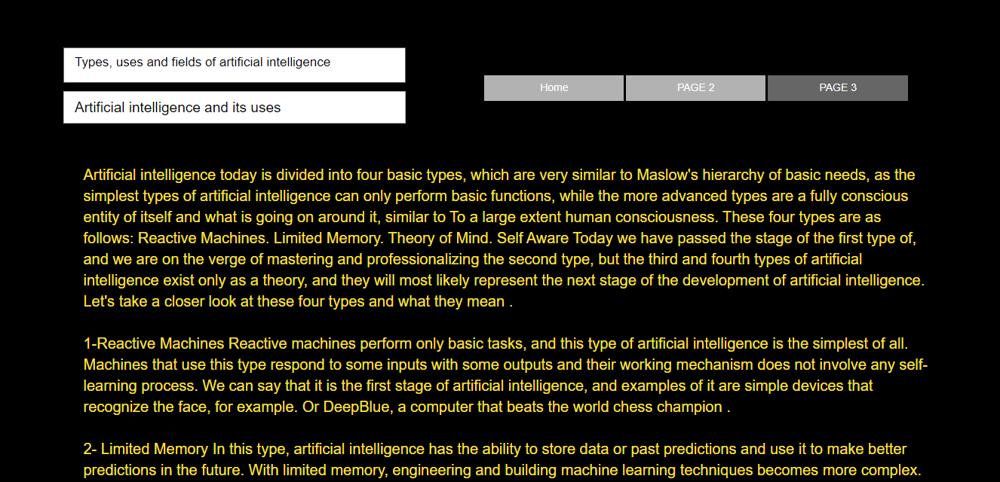 Types, uses and fields of artificial intelligence
Artificial intelligence and its uses
Home
PAGE 2
PAGE 3
Artificial intelligence today is divided into four basic types, which are very similar to Maslow's hierarchy of basic needs, as the
simplest types of artificial intelligence can only perform basic functions, while the more advanced types are a fully conscious
entity of itself and what is going on around it, similar to To a large extent human consciousness. These four types are as
follows: Reactive Machines. Limited Memory. Theory of Mind. Self Aware Today we have passed the stage of the first type of,
and we are on the verge of mastering and professionalizing the second type, but the third and fourth types of artificial
intelligence exist only as a theory, and they will most likely represent the next stage of the development of artificial intelligence.
Let's take a closer look at these four types and what they mean .
1-Reactive Machines Reactive machines perform only basic tasks, and this type of artificial intelligence is the simplest of all.
Machines that use this type respond to some inputs with some outputs and their working mechanism does not involve any self-
learning process. We can say that it is the first stage of artificial intelligence, and examples of it are simple devices that
recognize the face, for example. Or DeepBlue, a computer that beats the world chess champion .
2- Limited Memory In this type, artificial intelligence has the ability to store data or past predictions and use it to make better
predictions in the future. With limited memory, engineering and building machine learning techniques becomes more complex.